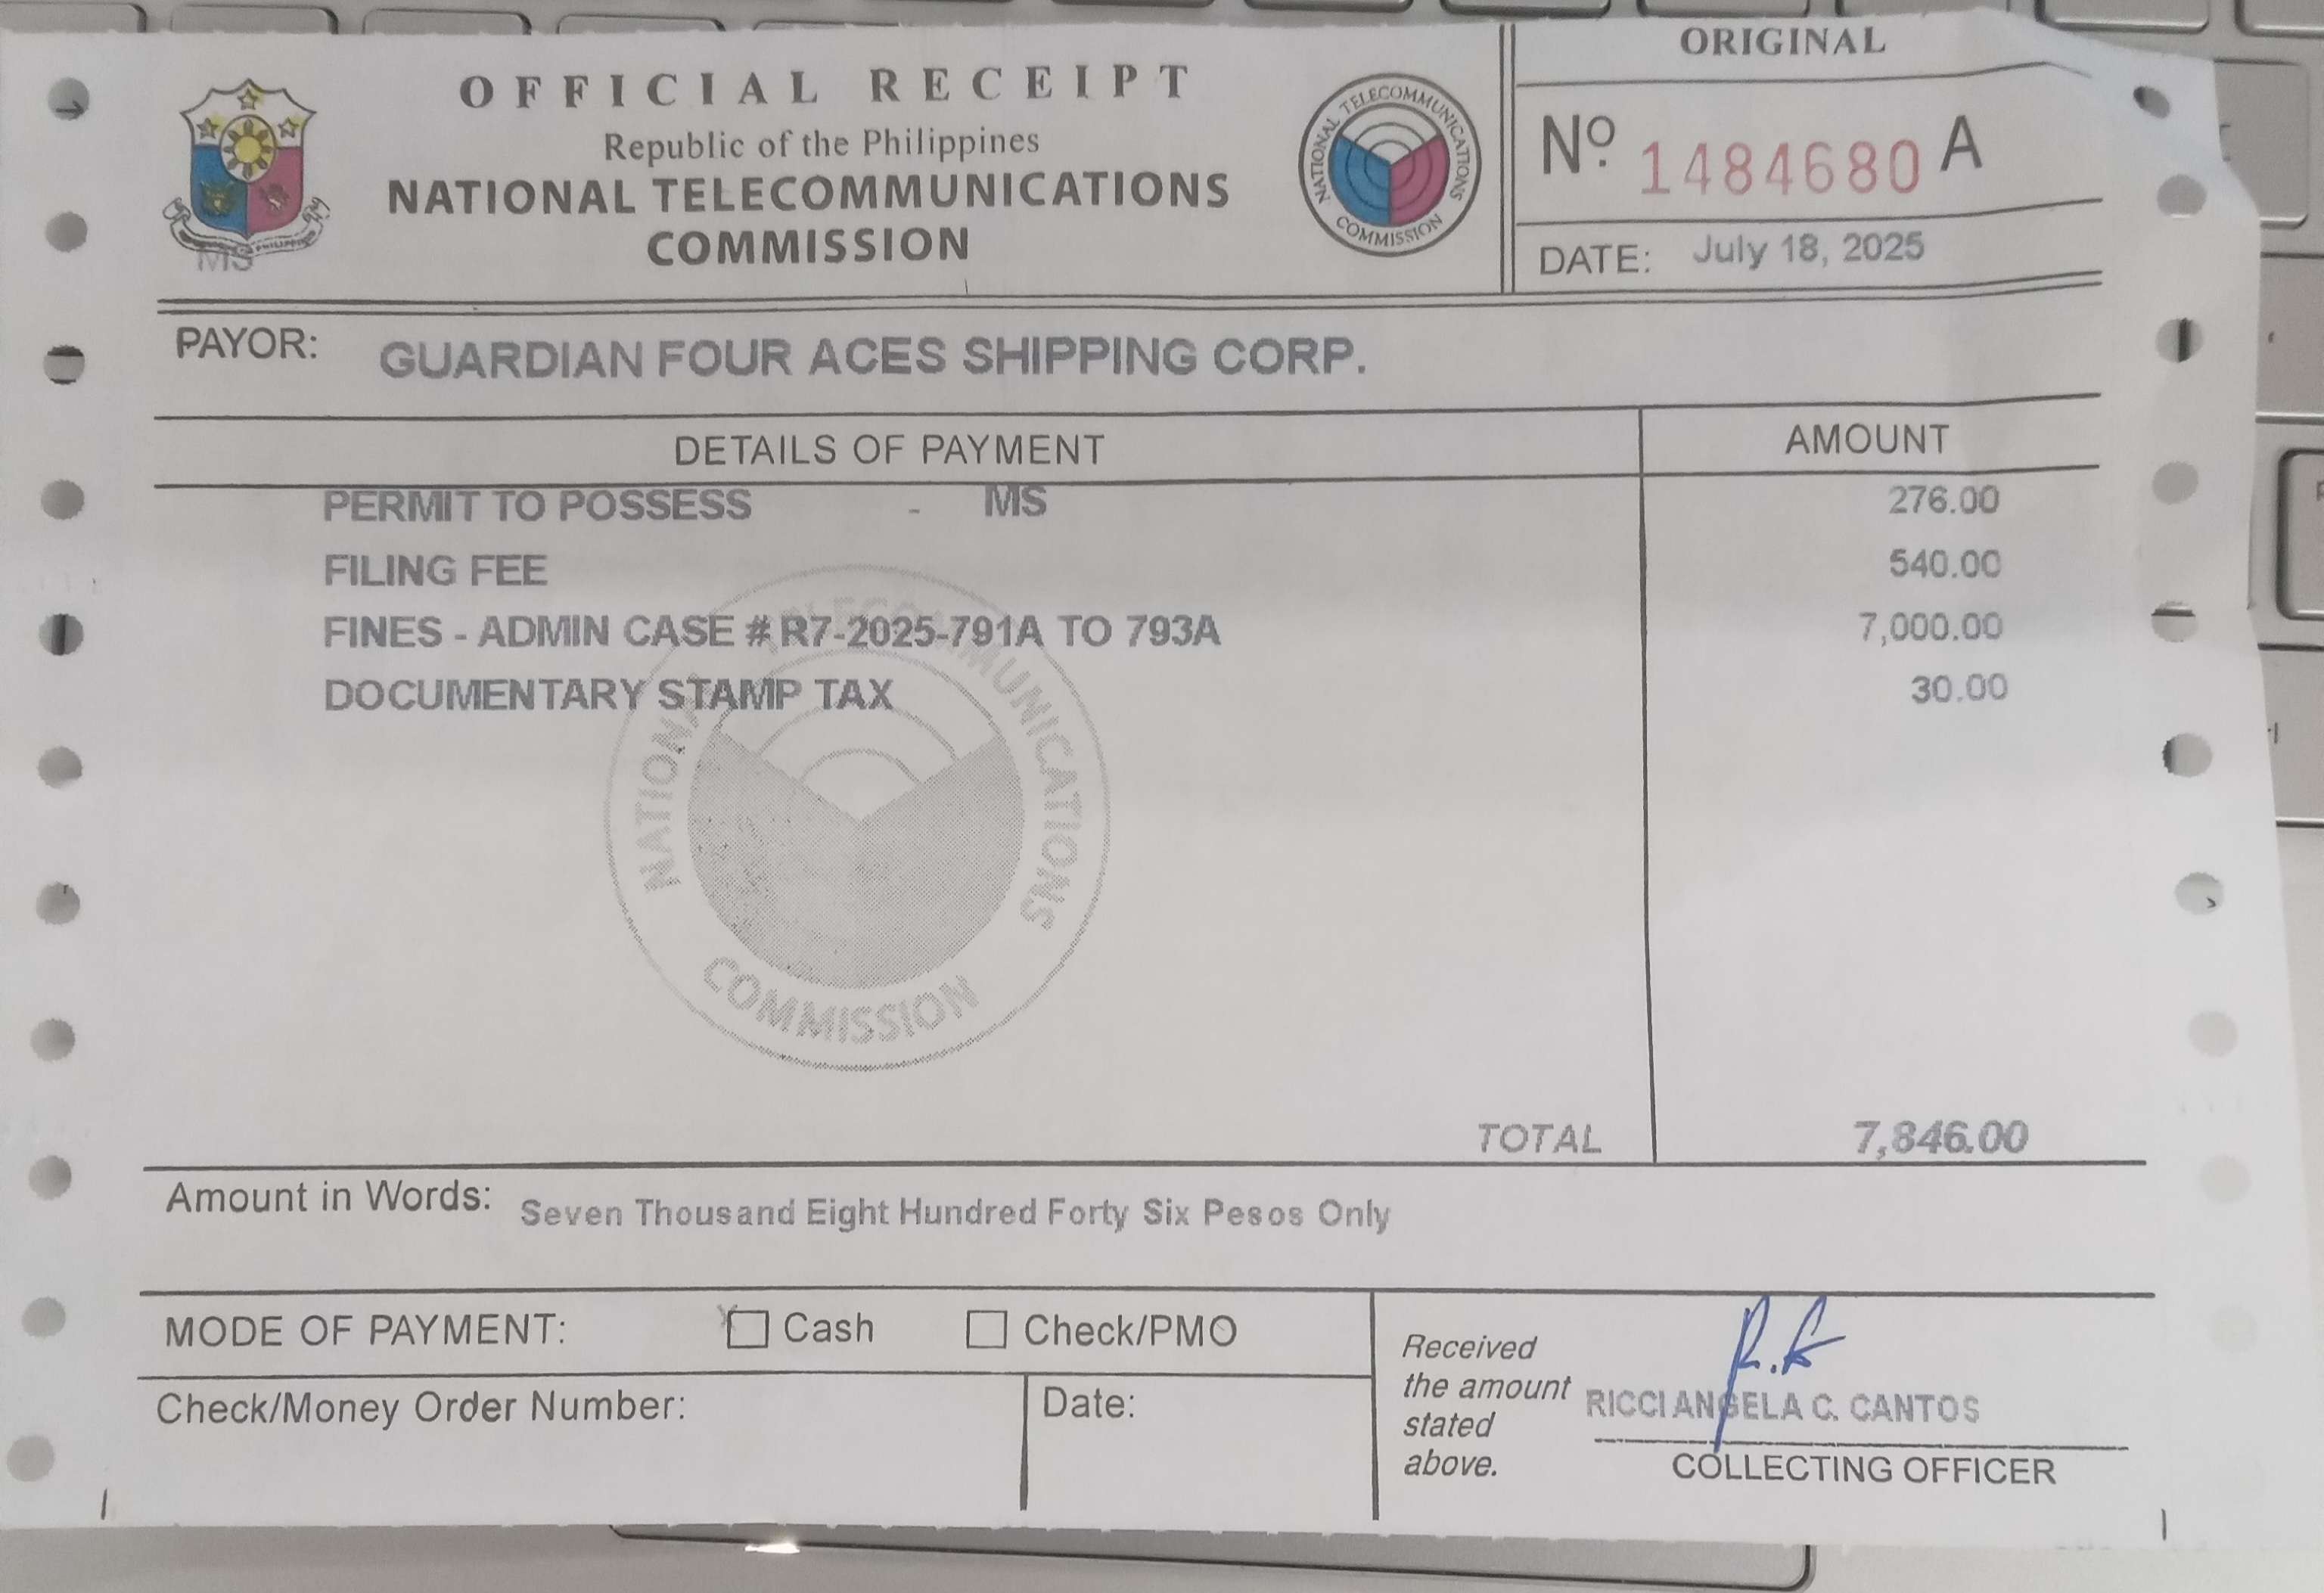 ORIGINAL
OFFICIAL RECEIPT
Republic of the Philippines
NATIONAL TELECOMMUNICATIONS
COMMISSION
MS
NATIONAL TELECOMMUNICATIONS COMMISSION
Nº 1484680 A
DATE: July 18, 2025
PAYOR: GUARDIAN FOUR ACES SHIPPING CORP.
DETAILS OF PAYMENT AMOUNT
PERMIT TO POSSESS - MS 276.00
FILING FEE 540.00
FINES - ADMIN CASE # R7-2025-791A TO 793A 7,000.00
DOCUMENTARY STAMP TAX 30.00
NATIONAL TELECOMMUNICATIONS COMMISSION
TOTAL 7,846.00
Amount in Words: Seven Thousand Eight Hundred Forty Six Pesos Only
MODE OF PAYMENT: x Cash Check/PMO
Check/Money Order Number: Date:
Received
the amount
stated
above.
RICCI ANGELA C. CANTOS
COLLECTING OFFICER